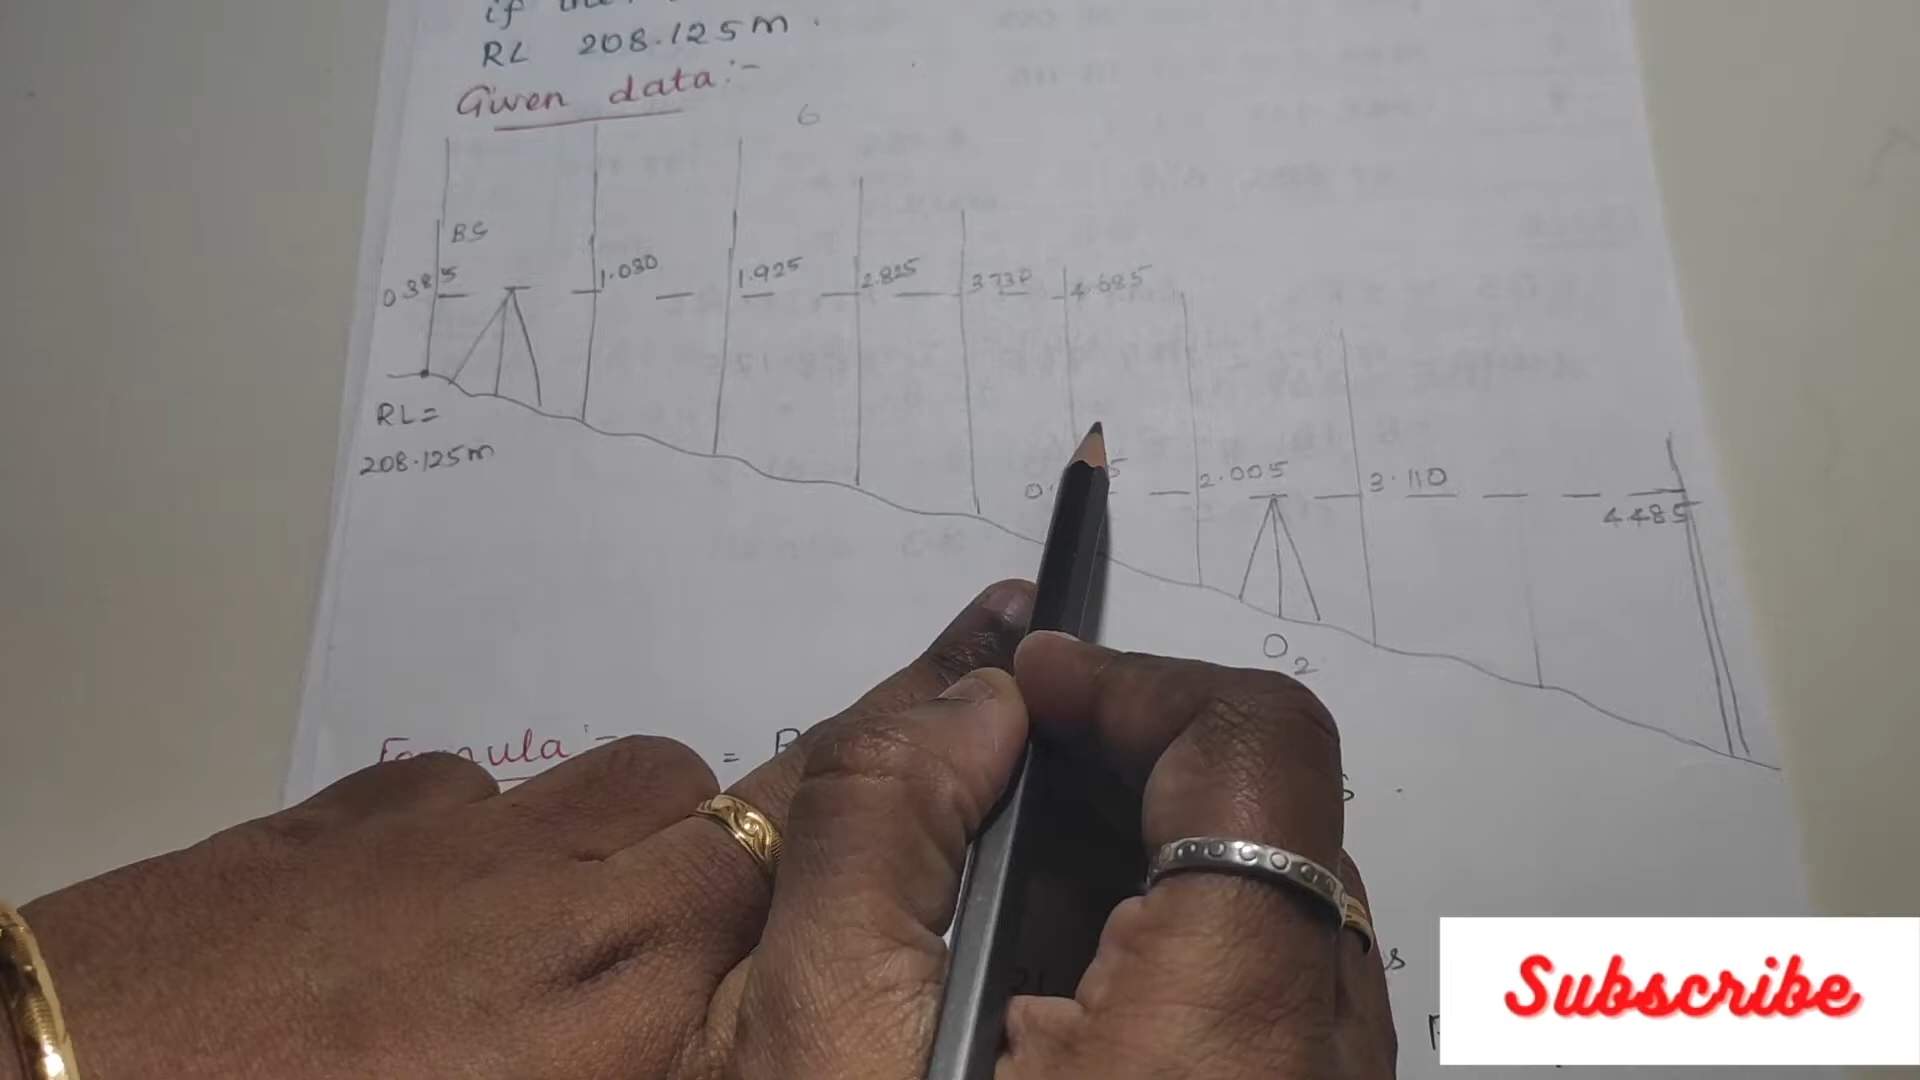 RL 208.125m.
Given data:-
6
BS
0.385
1.030
1.925
2.825
3.730
4.685
RL=
208.125m
2.005
3.110
4.485
O2
Formula:-
=
Subscribe